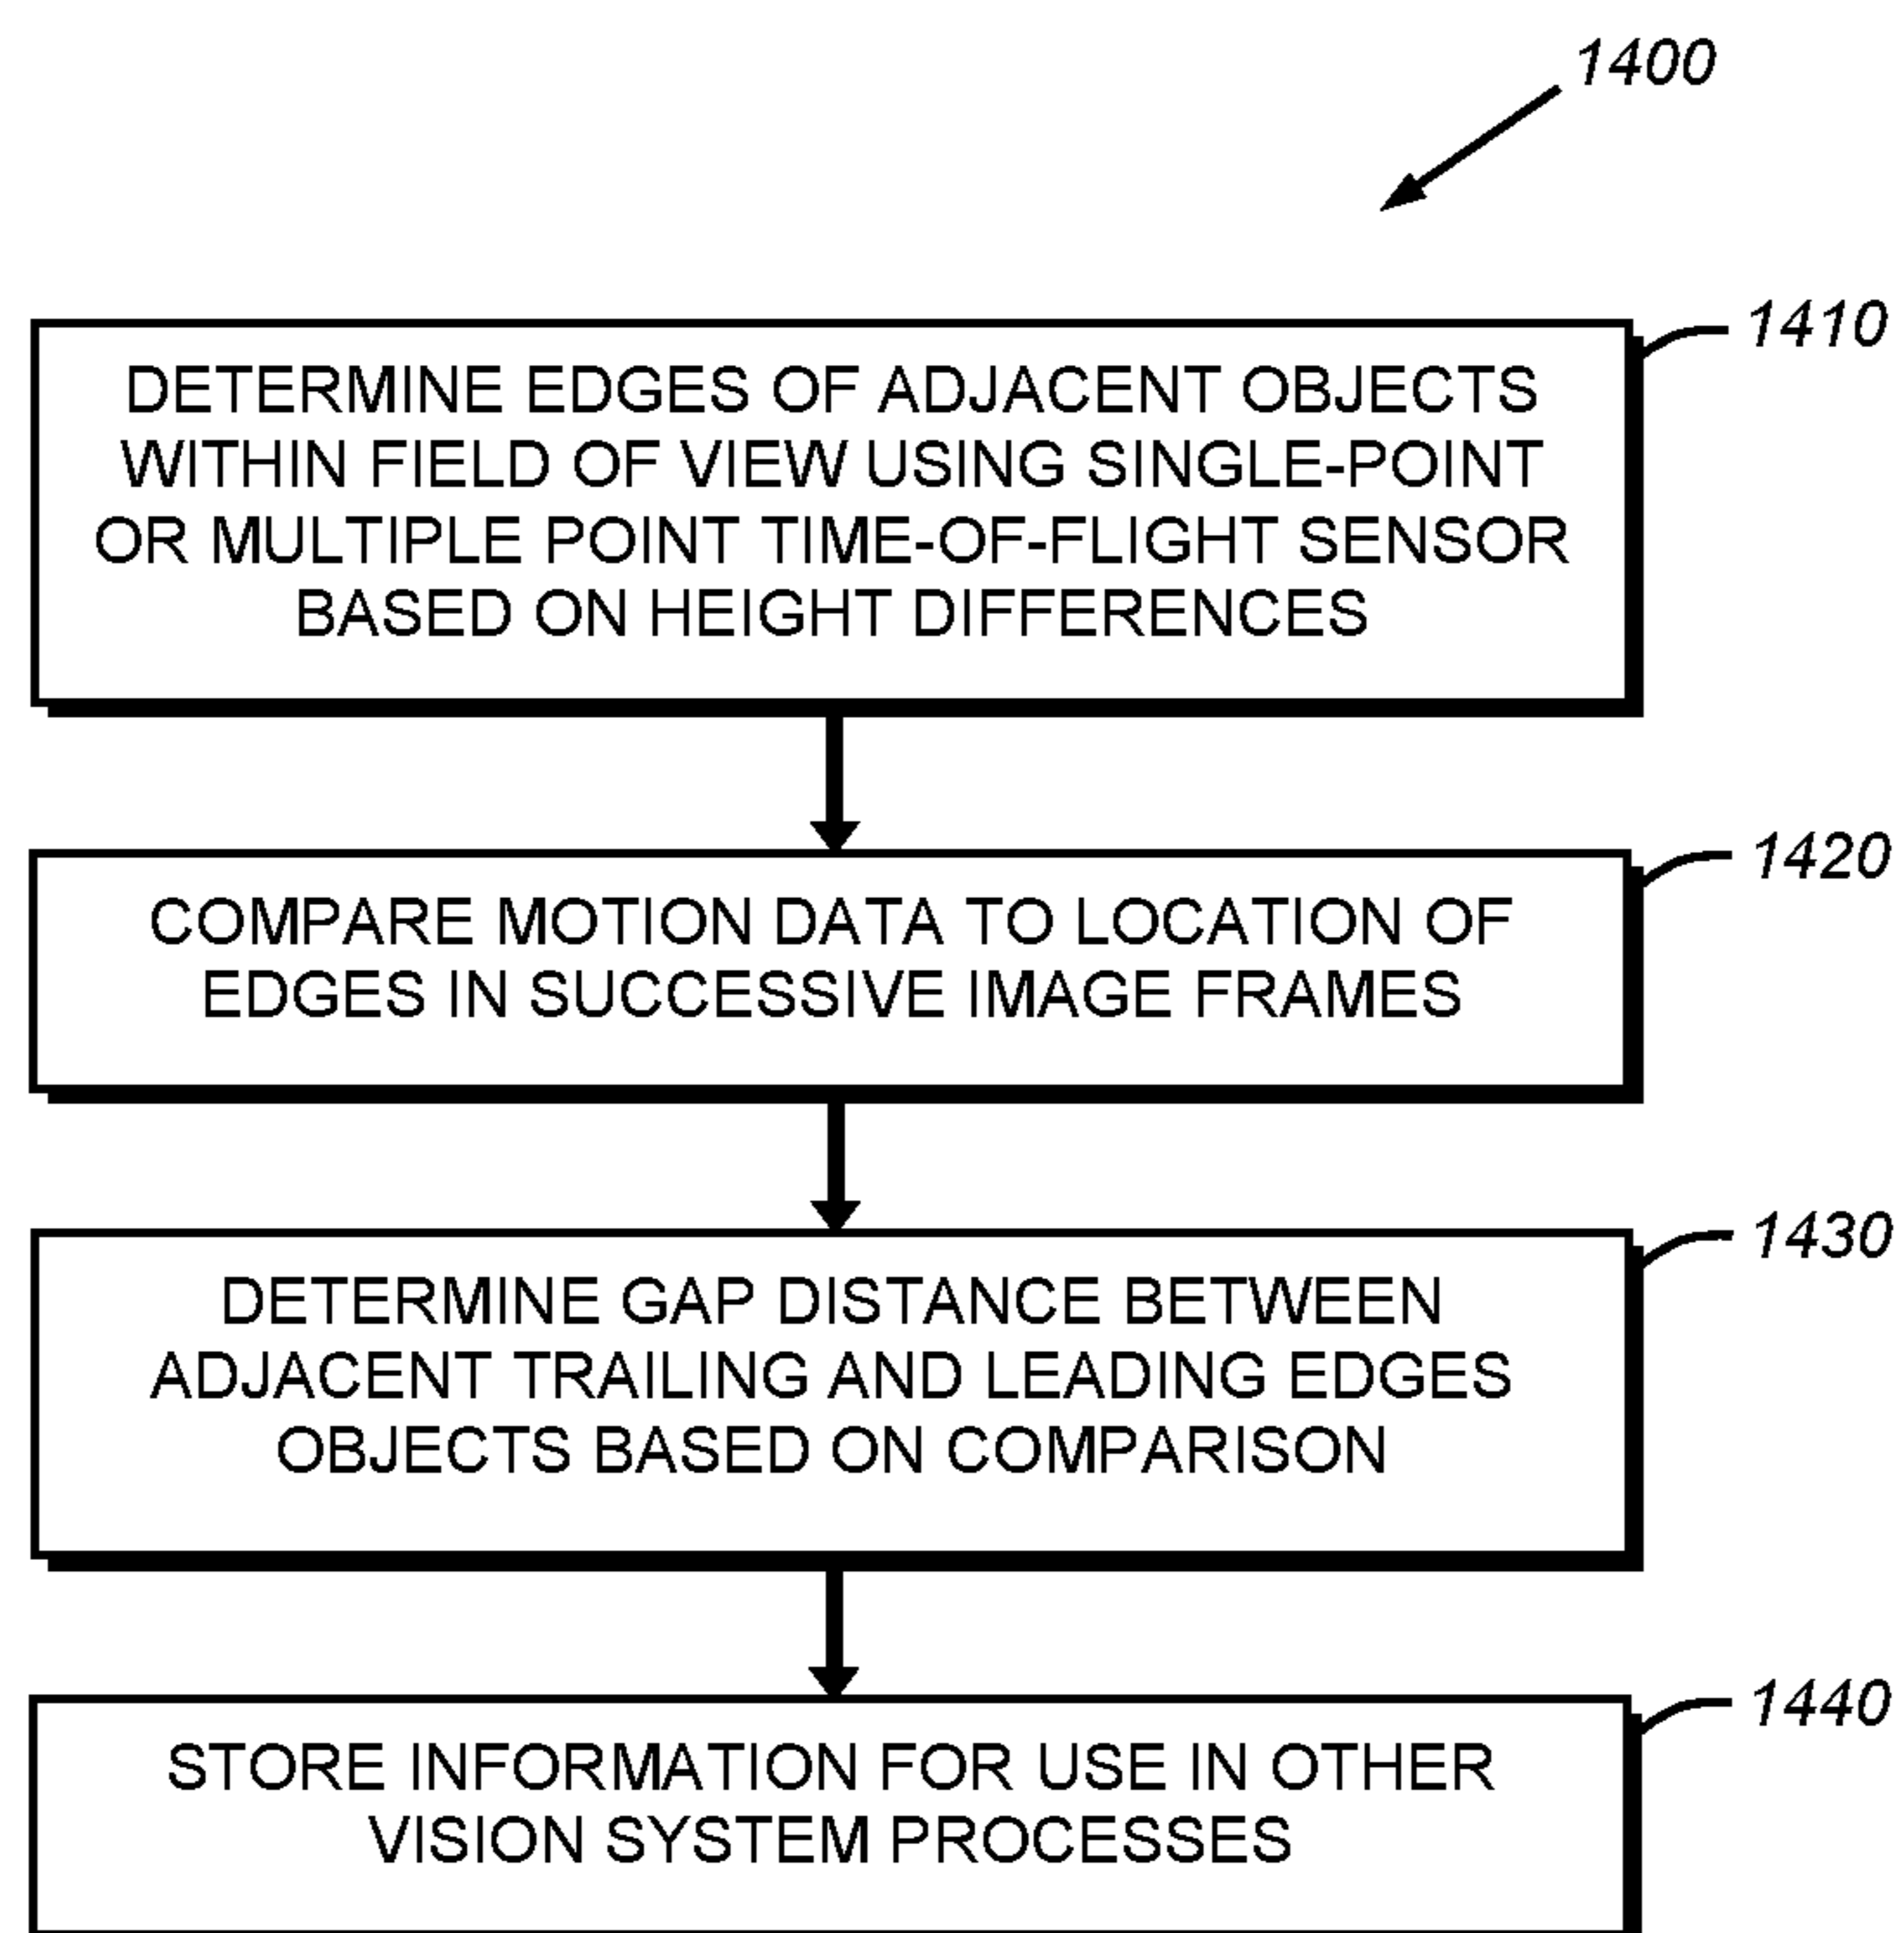 1400
1410
DETERMINE EDGES OF ADJACENT OBJECTS
WITHIN FIELD OF VIEW USING SINGLE-POINT
OR MULTIPLE POINT TIME-OF-FLIGHT SENSOR
BASED ON HEIGHT DIFFERENCES
1420
COMPARE MOTION DATA TO LOCATION OF
EDGES IN SUCCESSIVE IMAGE FRAMES
1430
DETERMINE GAP DISTANCE BETWEEN
ADJACENT TRAILING AND LEADING EDGES
OBJECTS BASED ON COMPARISON
1440
STORE INFORMATION FOR USE IN OTHER
VISION SYSTEM PROCESSES